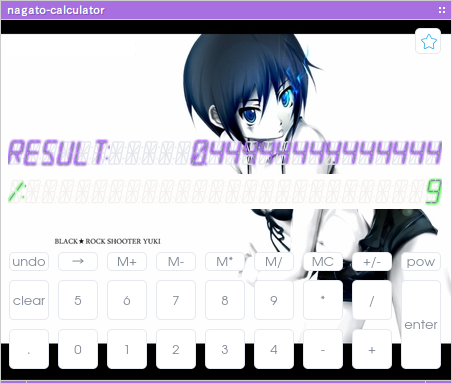 nagato-calculator
RESULT: 044444444444444
/: 9
BLACK★ROCK SHOOTER YUKI
undo → M+ M- M* M/ MC +/- pow
clear 5 6 7 8 9 * /
enter
. 0 1 2 3 4 - +